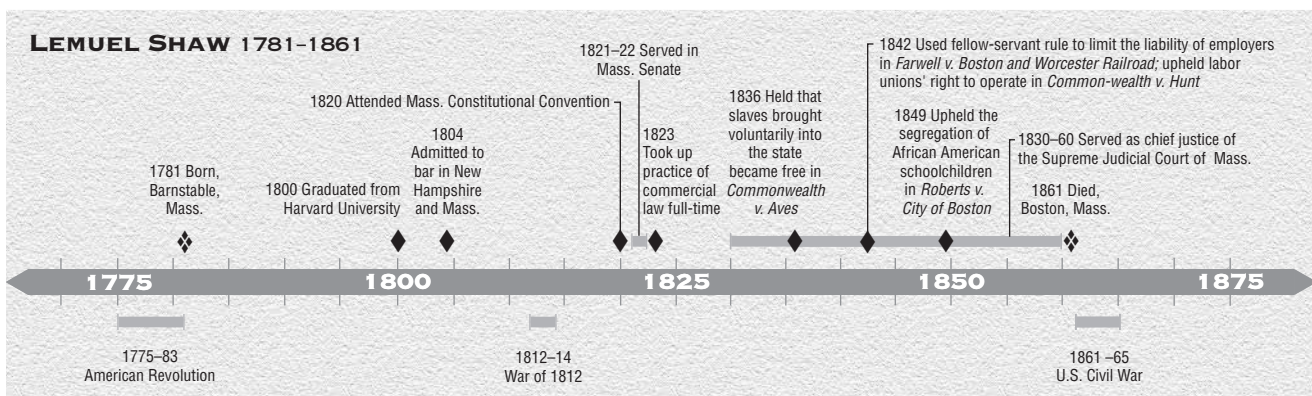 LEMUEL SHAW 1781–1861
1781 Born,
Barnstable,
Mass.
1800 Graduated from
Harvard University
1804
Admitted to
bar in New
Hampshire
and Mass.
1820 Attended Mass. Constitutional Convention
1821–22 Served in
Mass. Senate
1823
Took up
practice of
commercial
law full-time
1836 Held that
slaves brought
voluntarily into
the state
became free in
Commonwealth
v. Aves
1842 Used fellow-servant rule to limit the liability of employers
in Farwell v. Boston and Worcester Railroad; upheld labor
unions' right to operate in Common-wealth v. Hunt
1849 Upheld the
segregation of
African American
schoolchildren
in Roberts v.
City of Boston
1830–60 Served as chief justice of
the Supreme Judicial Court of Mass.
1861 Died,
Boston, Mass.
1775 1800 1825 1850 1875
1775–83
American Revolution
1812–14
War of 1812
1861 –65
U.S. Civil War